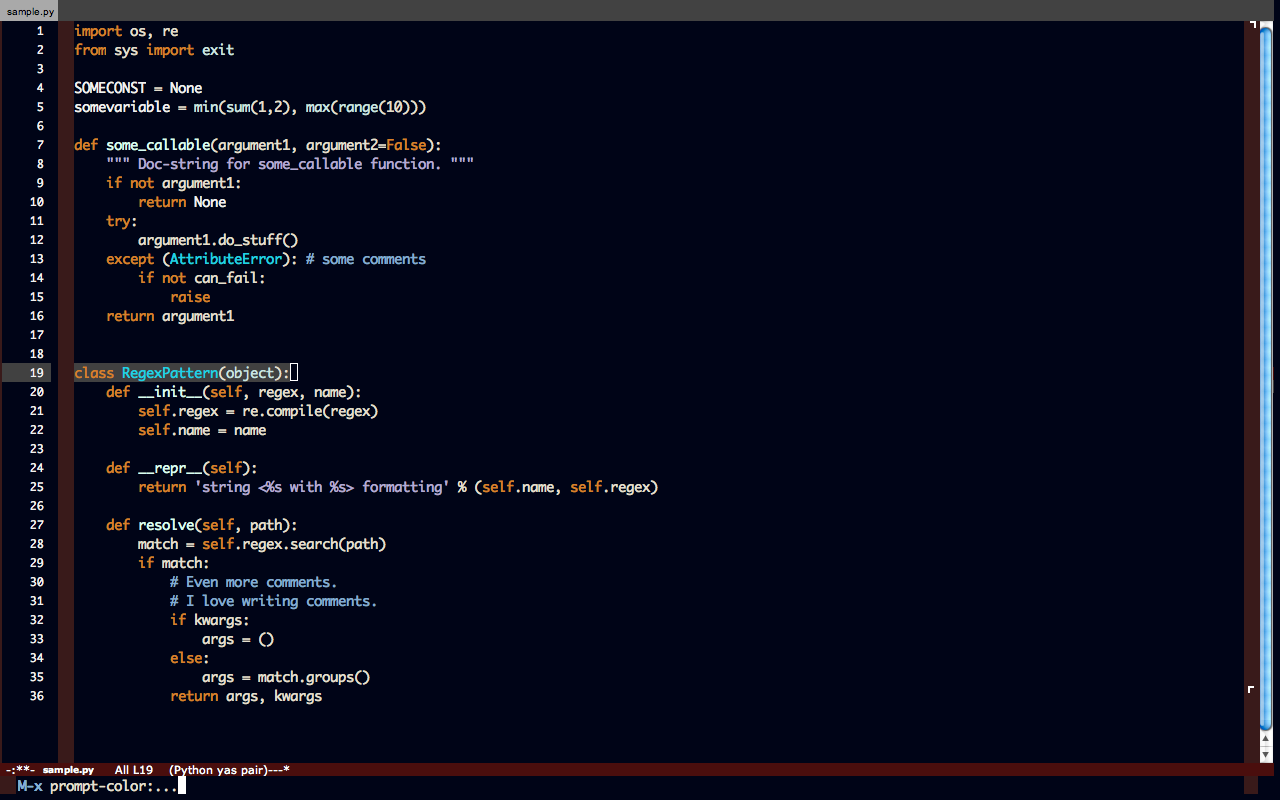 sample.py
1 import os, re
2 from sys import exit
3
4 SOMECONST = None
5 somevariable = min(sum(1,2), max(range(10)))
6
7 def some_callable(argument1, argument2=False):
8     """ Doc-string for some_callable function. """
9     if not argument1:
10         return None
11     try:
12         argument1.do_stuff()
13     except (AttributeError): # some comments
14         if not can_fail:
15             raise
16     return argument1
17
18
19 class RegexPattern(object):
20     def __init__(self, regex, name):
21         self.regex = re.compile(regex)
22         self.name = name
23
24     def __repr__(self):
25         return 'string <%s with %s> formatting' % (self.name, self.regex)
26
27     def resolve(self, path):
28         match = self.regex.search(path)
29         if match:
30             # Even more comments.
31             # I love writing comments.
32             if kwargs:
33                 args = ()
34             else:
35                 args = match.groups()
36             return args, kwargs
-:**- sample.py All L19 (Python yas pair)---*
M-x prompt-color:...